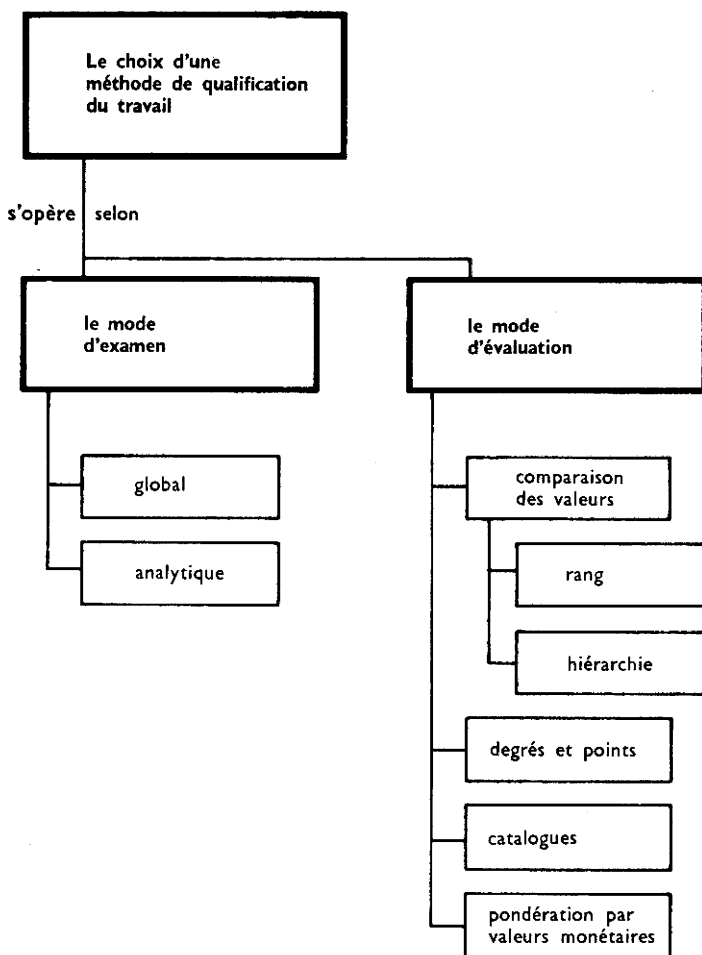 Le choix d'une
méthode de qualification
du travail
s'opère selon
le mode
d'examen
global
analytique
le mode
d'évaluation
comparaison
des valeurs
rang
hiérarchie
degrés et points
catalogues
pondération par
valeurs monétaires